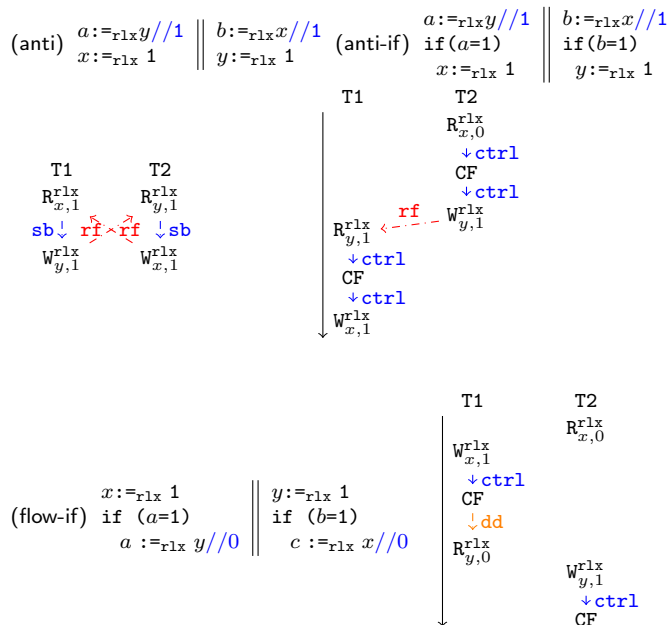 (anti) a:=rlx y//1 || b:=rlx x//1 (anti-if) a:=rlx y//1 || b:=rlx x//1
x:=rlx 1 || y:=rlx 1 if(a=1) || if(b=1)
x:=rlx 1 || y:=rlx 1
T1 T2
R^rlx_x,0
ctrl
CF
ctrl
W^rlx_y,1
rf
R^rlx_y,1
ctrl
CF
ctrl
W^rlx_x,1
T1 T2
R^rlx_x,1 R^rlx_y,1
sb rf rf sb
W^rlx_y,1 W^rlx_x,1
(flow-if) x:=rlx 1 || y:=rlx 1
if (a=1) || if (b=1)
a :=rlx y//0 || c :=rlx x//0
T1 T2
R^rlx_x,0
W^rlx_x,1
ctrl
CF
dd
R^rlx_y,0
W^rlx_y,1
ctrl
CF